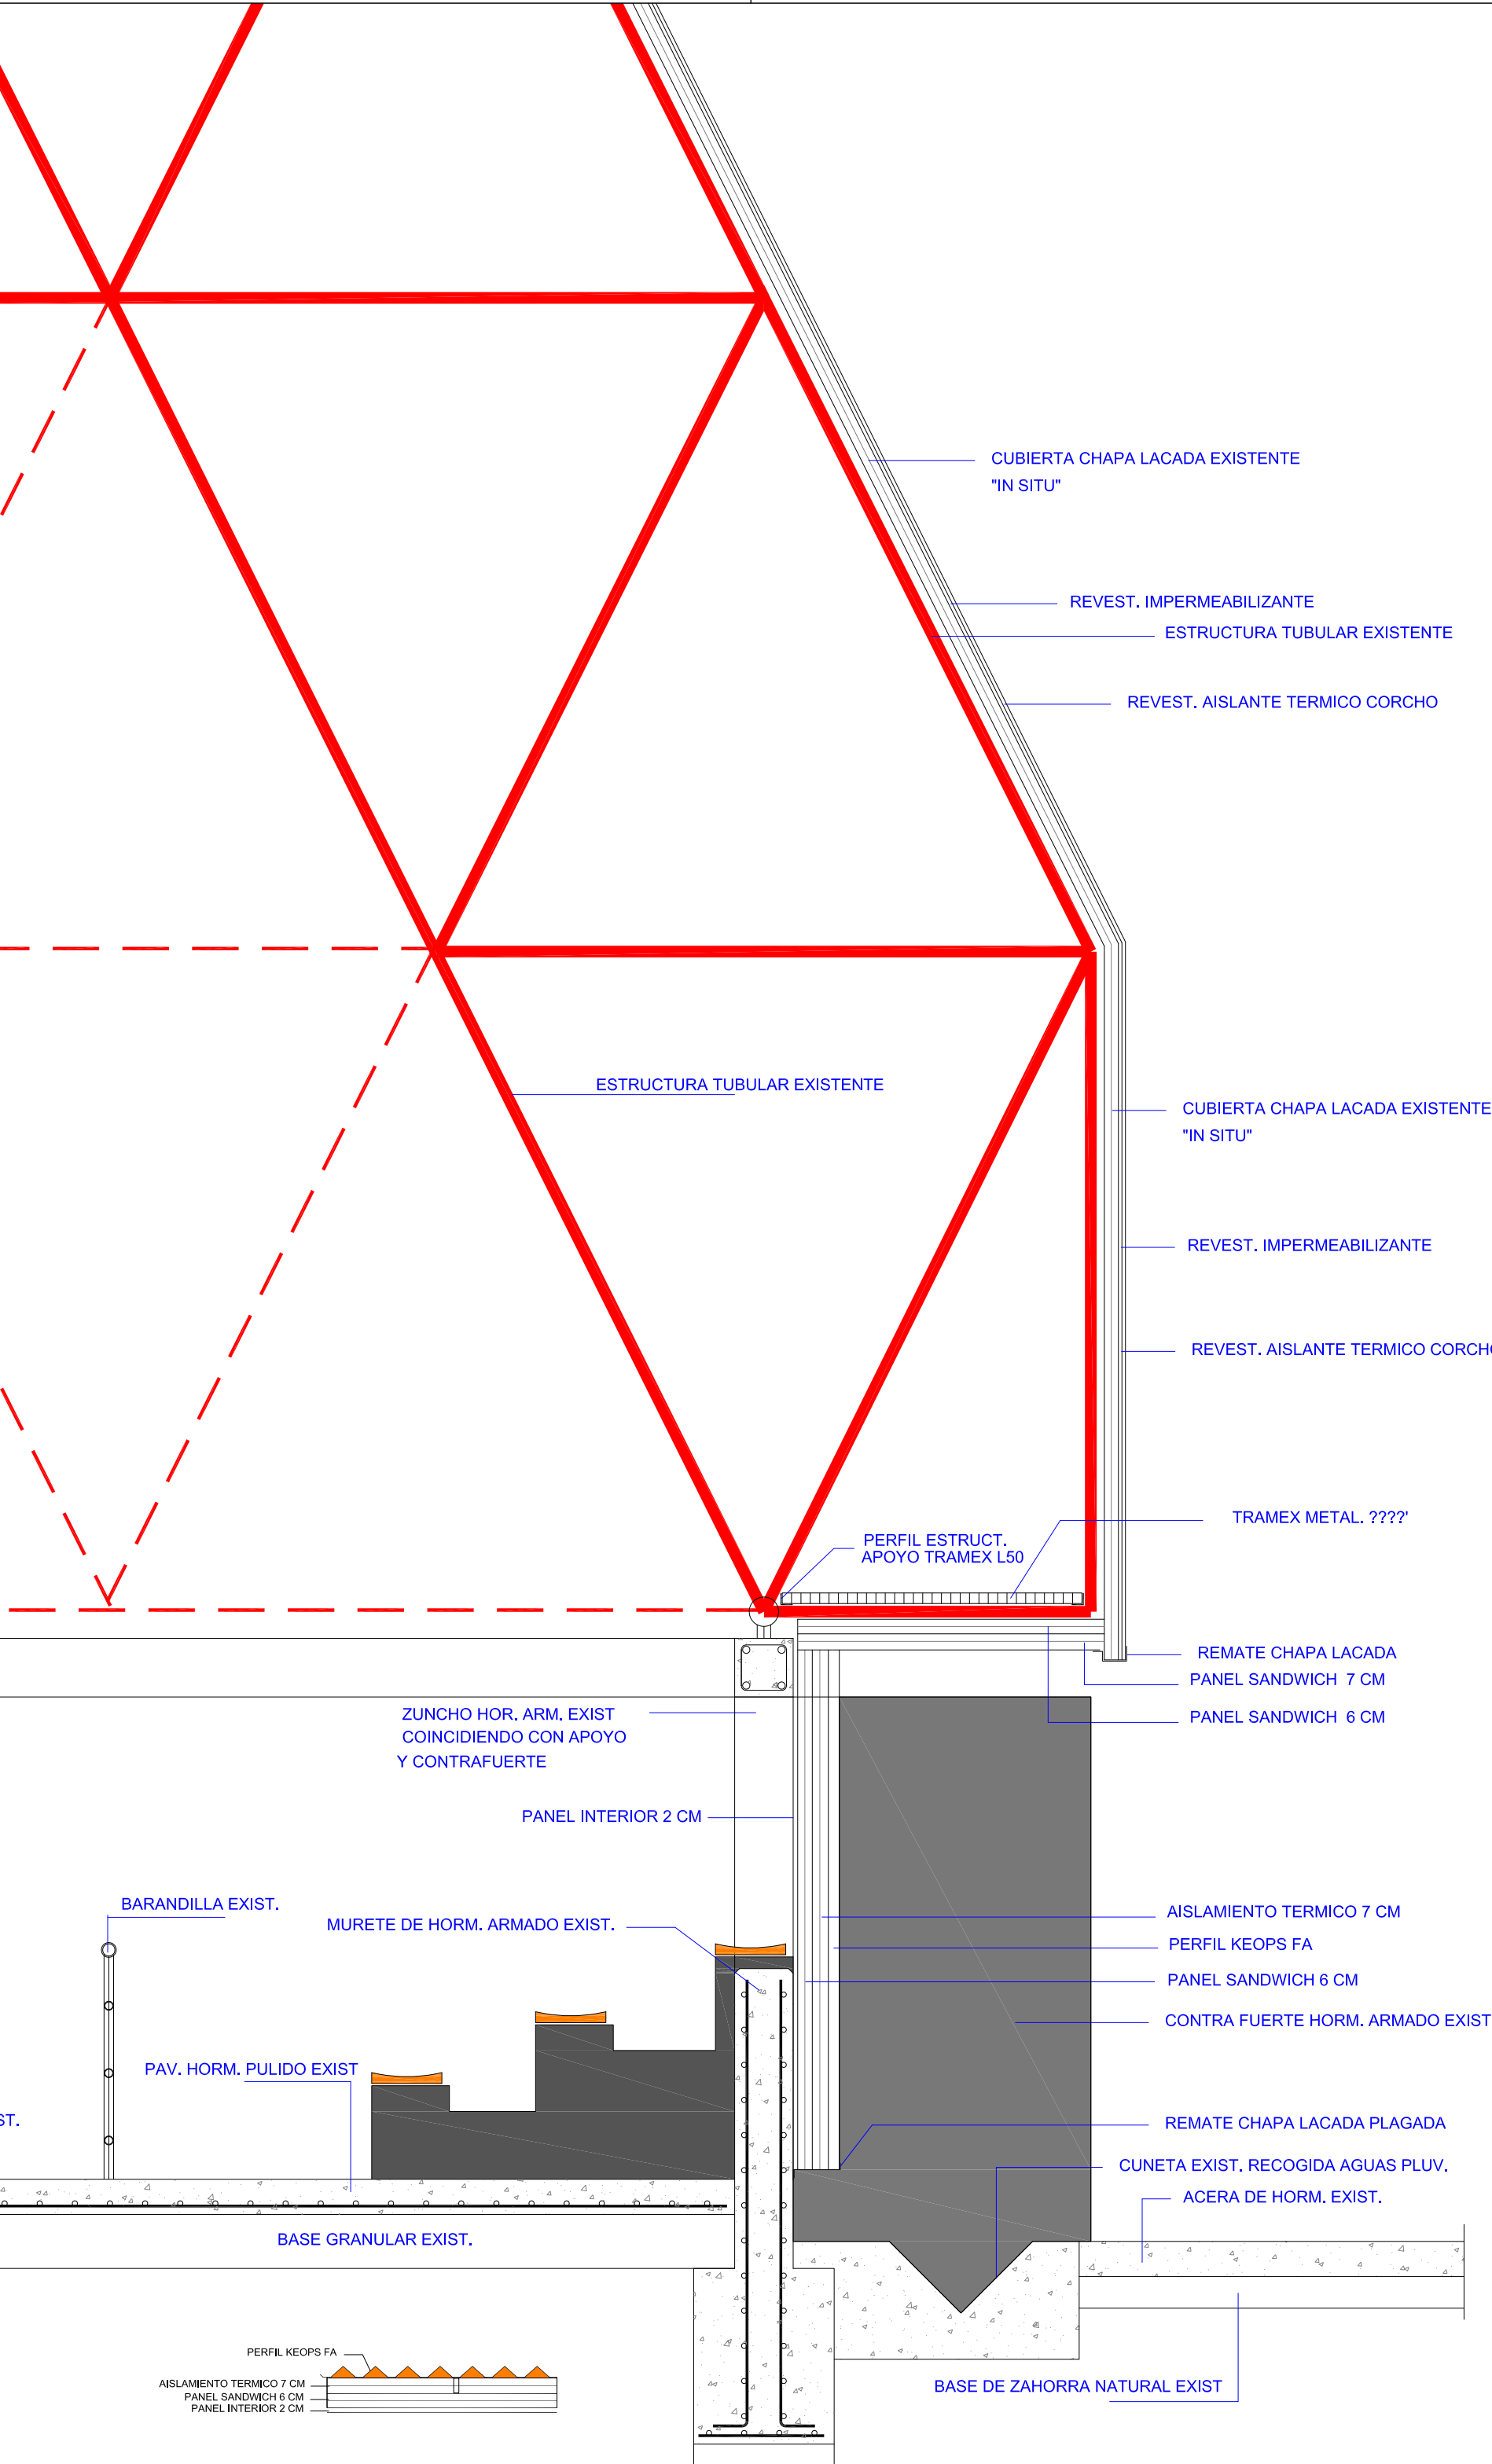 CUBIERTA CHAPA LACADA EXISTENTE
"IN SITU"
REVEST. IMPERMEABILIZANTE
ESTRUCTURA TUBULAR EXISTENTE
REVEST. AISLANTE TERMICO CORCHO
ESTRUCTURA TUBULAR EXISTENTE
CUBIERTA CHAPA LACADA EXISTENTE
"IN SITU"
REVEST. IMPERMEABILIZANTE
REVEST. AISLANTE TERMICO CORCHO
TRAMEX METAL. ????'
PERFIL ESTRUCT.
APOYO TRAMEX L50
REMATE CHAPA LACADA
PANEL SANDWICH 7 CM
PANEL SANDWICH 6 CM
ZUNCHO HOR. ARM. EXIST
COINCIDIENDO CON APOYO
Y CONTRAFUERTE
PANEL INTERIOR 2 CM
BARANDILLA EXIST.
MURETE DE HORM. ARMADO EXIST.
AISLAMIENTO TERMICO 7 CM
PERFIL KEOPS FA
PANEL SANDWICH 6 CM
CONTRA FUERTE HORM. ARMADO EXIST
PAV. HORM. PULIDO EXIST
ST.
REMATE CHAPA LACADA PLAGADA
CUNETA EXIST. RECOGIDA AGUAS PLUV.
ACERA DE HORM. EXIST.
BASE GRANULAR EXIST.
PERFIL KEOPS FA
AISLAMIENTO TERMICO 7 CM
PANEL SANDWICH 6 CM
PANEL INTERIOR 2 CM
BASE DE ZAHORRA NATURAL EXIST